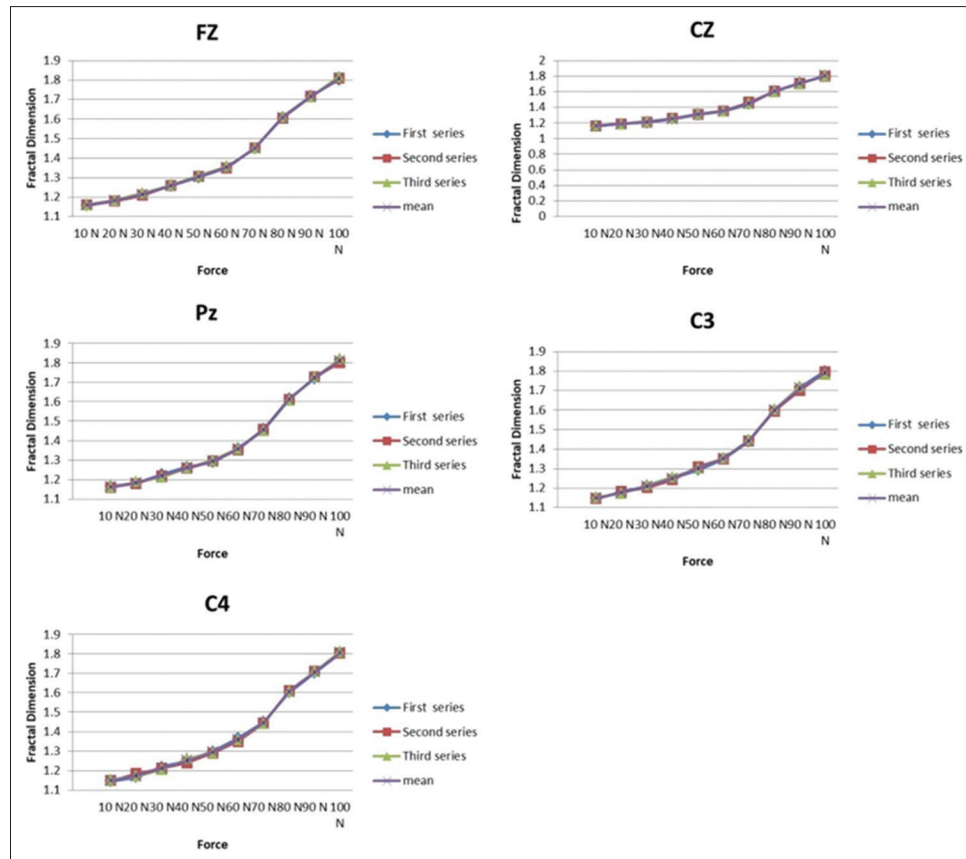 FZ
1.9
1.8
1.7
1.6
1.5
1.4
1.3
1.2
1.1
Fractal Dimension
10 N 20 N 30 N 40 N 50 N 60 N 70 N 80 N 90 N 100
N
Force
First series
Second series
Third series
mean
CZ
2
1.8
1.6
1.4
1.2
1
0.8
0.6
0.4
0.2
0
Fractal Dimension
10 N20 N30 N40 N50 N60 N70 N80 N90 N 100
N
Force
First series
Second series
Third series
mean
Pz
1.9
1.8
1.7
1.6
1.5
1.4
1.3
1.2
1.1
Fractal Dimension
10 N20 N30 N40 N50 N60 N70 N80 N90 N 100
N
Force
First series
Second series
Third series
mean
C3
1.9
1.8
1.7
1.6
1.5
1.4
1.3
1.2
1.1
Fractal Dimension
10 N20 N30 N40 N50 N60 N70 N80 N90 N 100
N
Force
First series
Second series
Third series
mean
C4
1.9
1.8
1.7
1.6
1.5
1.4
1.3
1.2
1.1
Fractal Dimension
10 N20 N30 N40 N50 N60 N70 N80 N90 N 100
N
Force
First series
Second series
Third series
mean